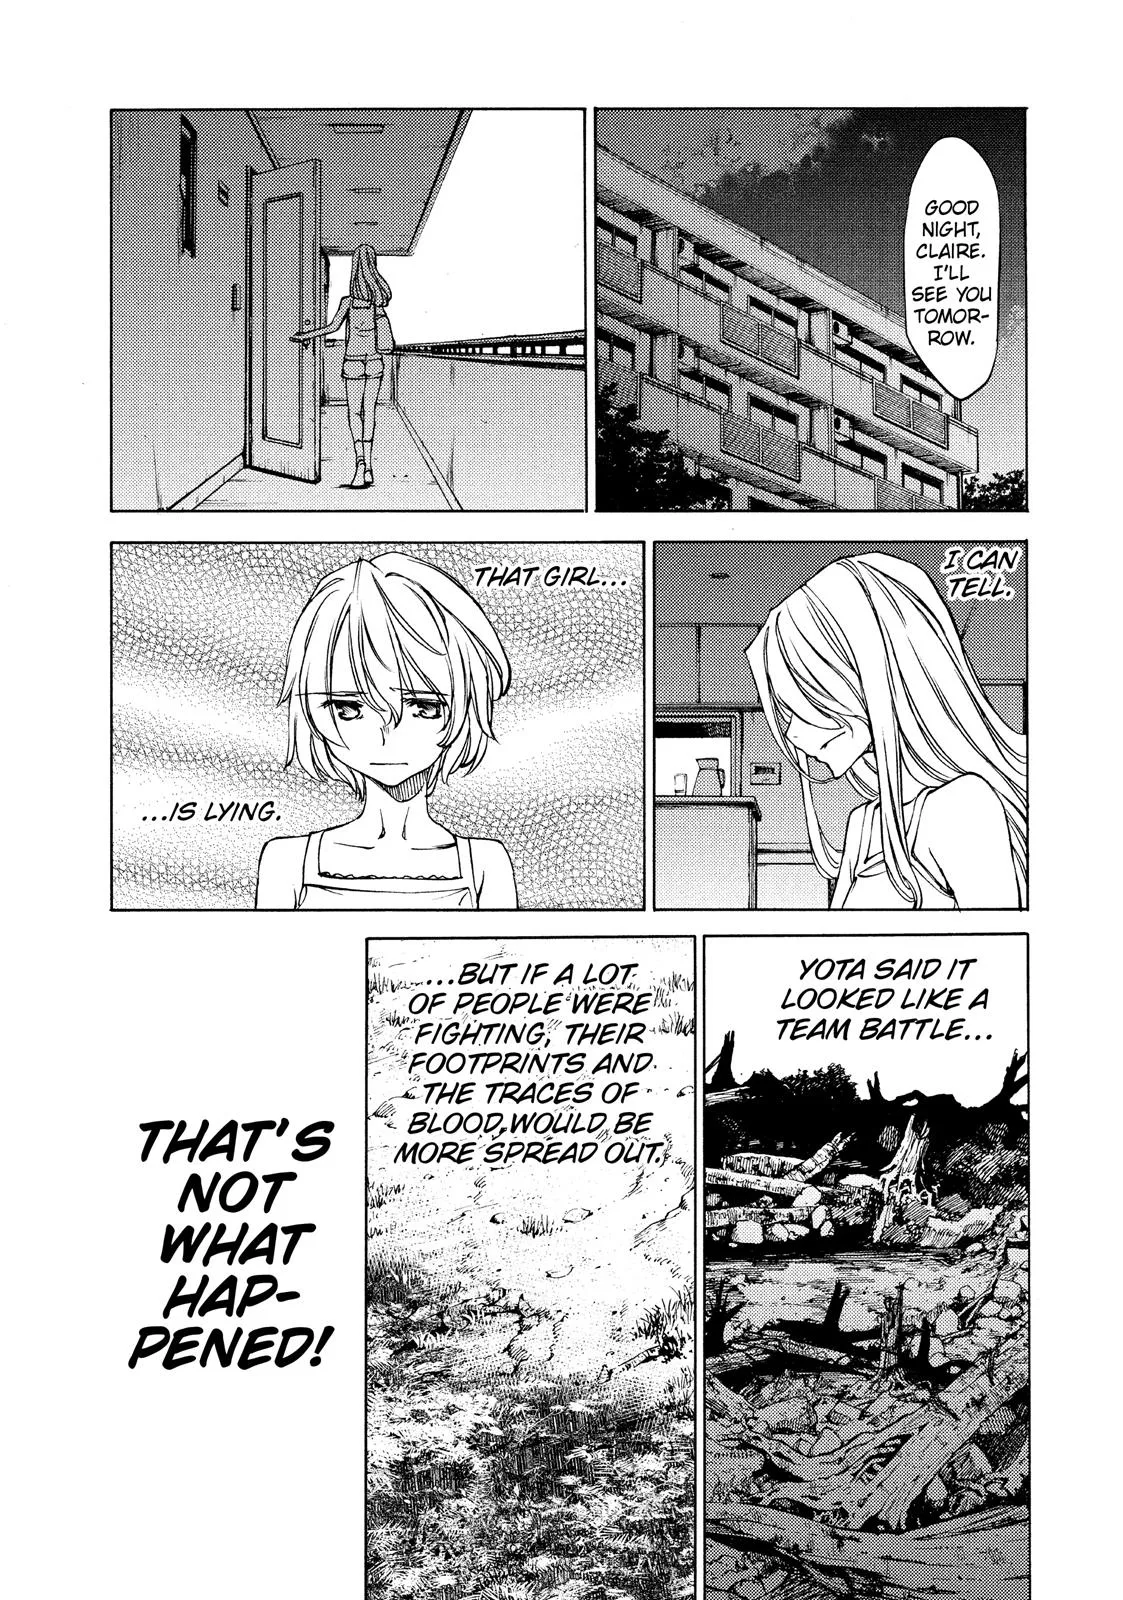 GOOD
NIGHT,
CLAIRE.
I'LL
SEE YOU
TOMOR-
ROW.
I CAN
TELL.
THAT GIRL...
...IS LYING.
YOTA SAID IT
LOOKED LIKE A
TEAM BATTLE...
...BUT IF A LOT
OF PEOPLE WERE
FIGHTING, THEIR
FOOTPRINTS AND
THE TRACES OF
BLOOD WOULD BE
MORE SPREAD OUT.
THAT'S
NOT
WHAT
HAP-
PENED!